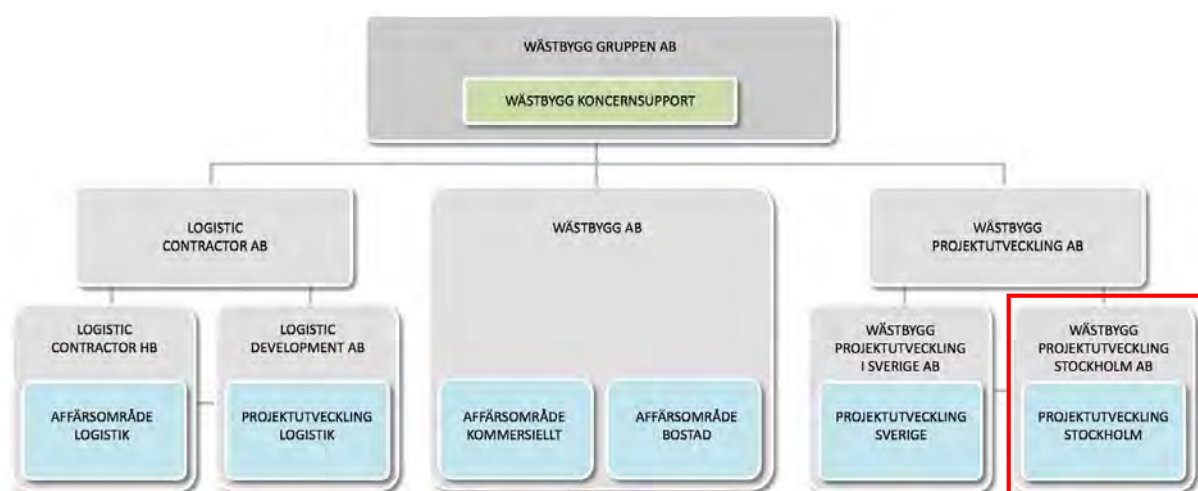 WÄSTBYGG GRUPPEN AB
WÄSTBYGG KONCERNSUPPORT
LOGISTIC
CONTRACTOR AB
WÄSTBYGG AB
WÄSTBYGG
PROJEKTUTVECKLING AB
LOGISTIC
CONTRACTOR HB
AFFÄRSOMRÅDE
LOGISTIK
LOGISTIC
DEVELOPMENT AB
PROJEKTUTVECKLING
LOGISTIK
AFFÄRSOMRÅDE
KOMMERSIELLT
AFFÄRSOMRÅDE
BOSTAD
WÄSTBYGG
PROJEKTUTVECKLING
I SVERIGE AB
PROJEKTUTVECKLING
SVERIGE
WÄSTBYGG
PROJEKTUTVECKLING
STOCKHOLM AB
PROJEKTUTVECKLING
STOCKHOLM